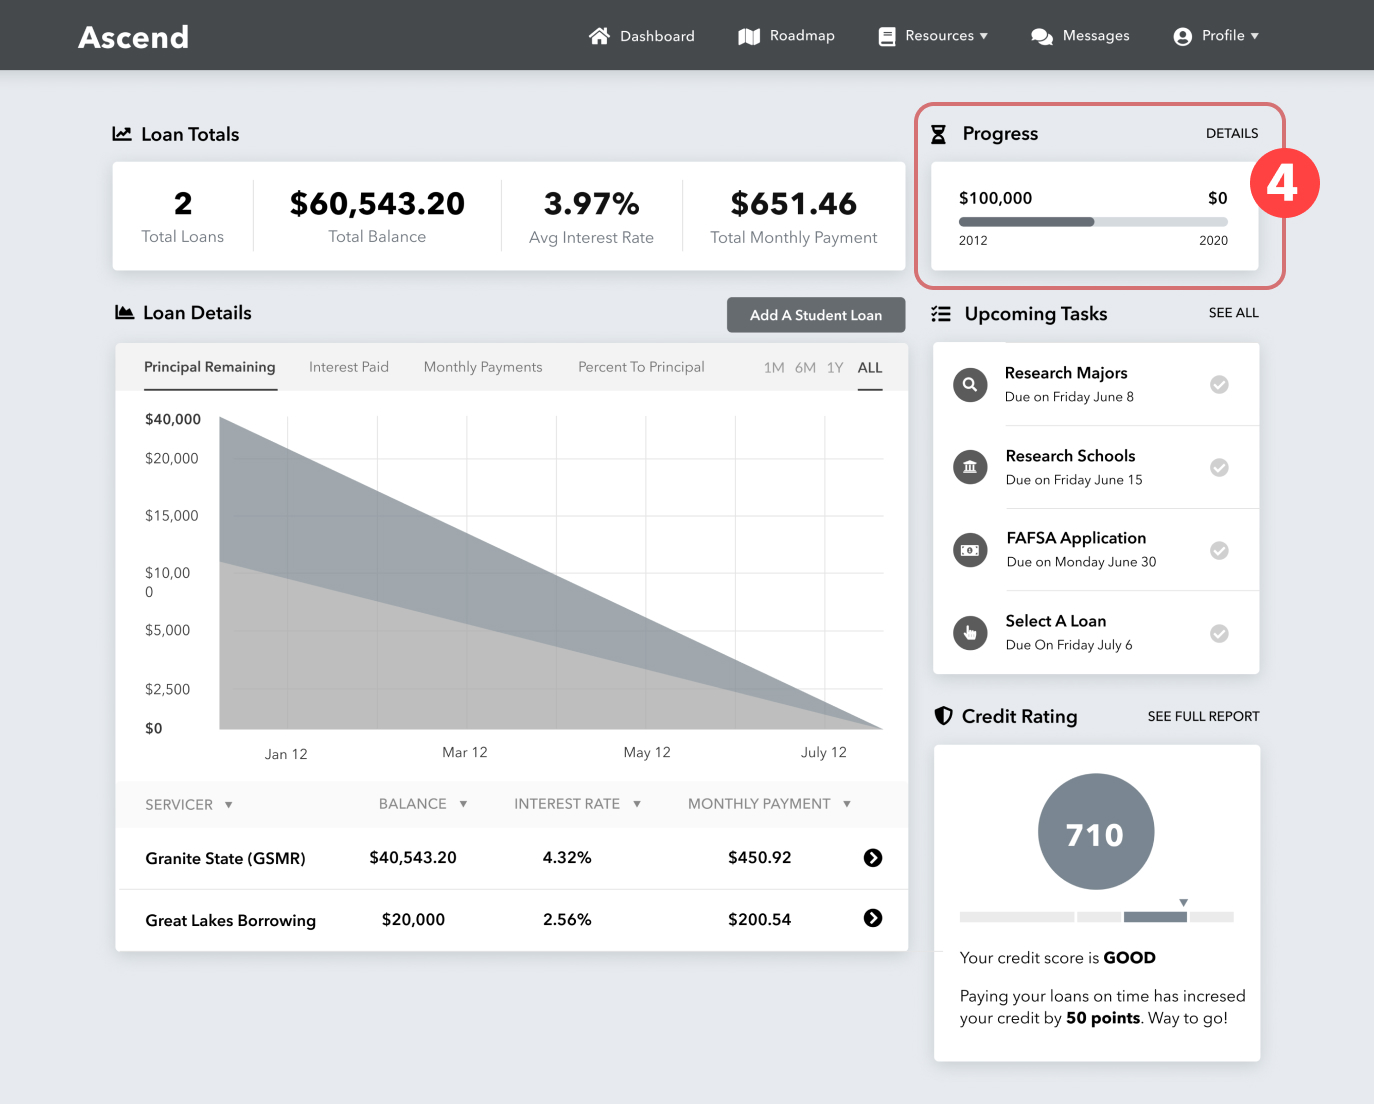 Ascend
Dashboard
Roadmap
Resources
Messages
Profile
Loan Totals
2
Total Loans
$60,543.20
Total Balance
3.97%
Avg Interest Rate
$651.46
Total Monthly Payment
Progress
DETAILS
4
$100,000
$0
2012
2020
Loan Details
Add A Student Loan
Principal Remaining
Interest Paid
Monthly Payments
Percent To Principal
1M
6M
1Y
ALL
$40,000
$20,000
$15,000
$10,00
0
$5,000
$2,500
$0
Jan 12
Mar 12
May 12
July 12
SERVICER
BALANCE
INTEREST RATE
MONTHLY PAYMENT
Granite State (GSMR)
$40,543.20
4.32%
$450.92
Great Lakes Borrowing
$20,000
2.56%
$200.54
Upcoming Tasks
SEE ALL
Research Majors
Due on Friday June 8
Research Schools
Due on Friday June 15
FAFSA Application
Due on Monday June 30
Select A Loan
Due On Friday July 6
Credit Rating
SEE FULL REPORT
710
Your credit score is GOOD
Paying your loans on time has incresed
your credit by 50 points. Way to go!